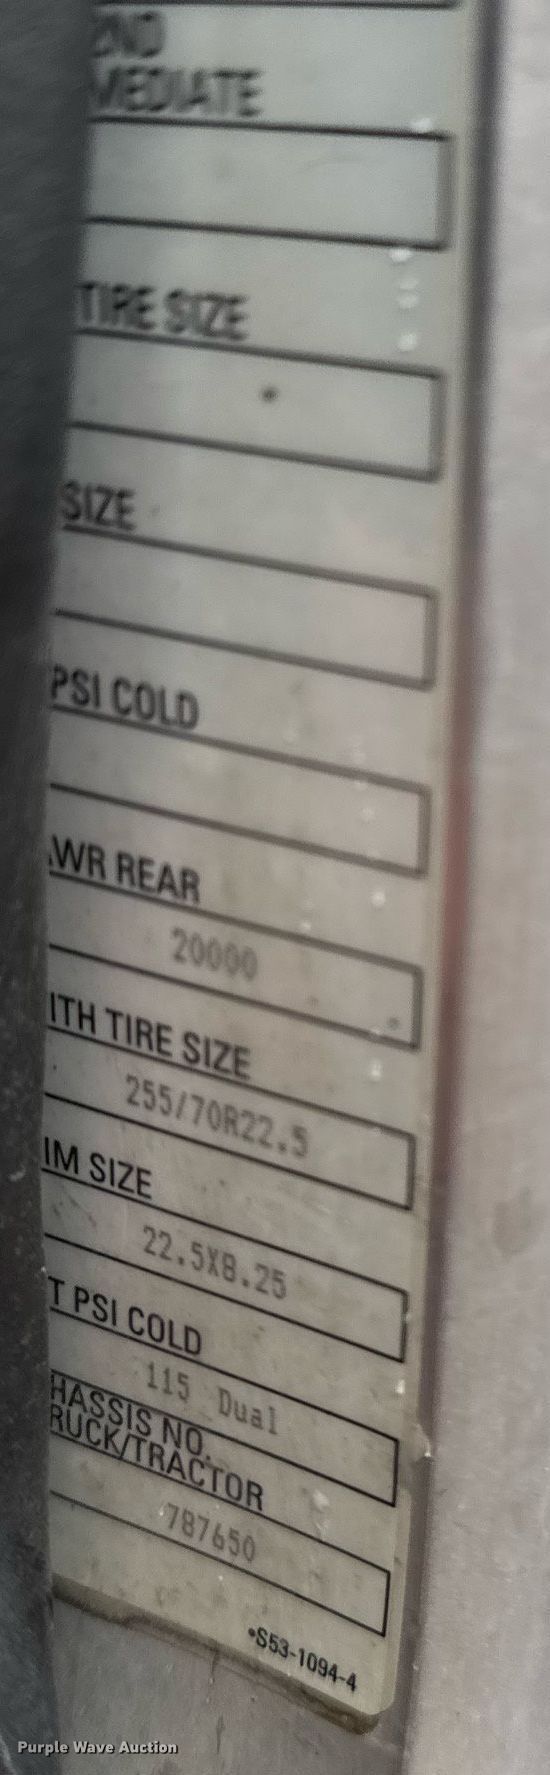 2ND
MEDIATE
TIRE SIZE
SIZE
PSI COLD
WR REAR
20000
ITH TIRE SIZE
255/70R22.5
IM SIZE
22.5X8.25
T PSI COLD
115 Dual
HASSIS NO.
RUCK/TRACTOR
787650
•S53-1094-4
Purple Wave Auction